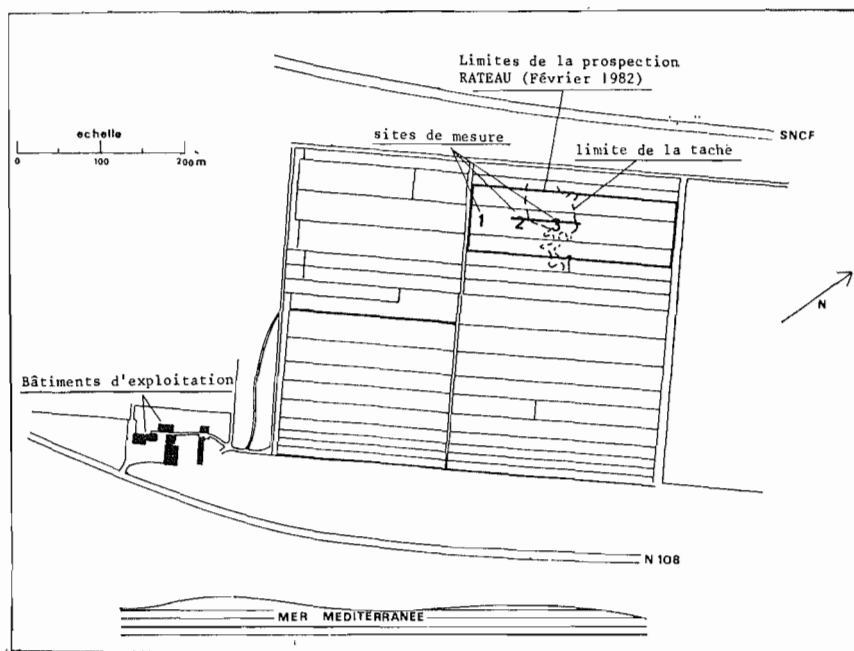 Limites de la prospection
RATEAU (Février 1982)
echelle
0 100 200 m
SNCF
sites de mesure
limite de la tache
1 2 3
N
Bâtiments d'exploitation
N 108
MER MEDITERRANEE